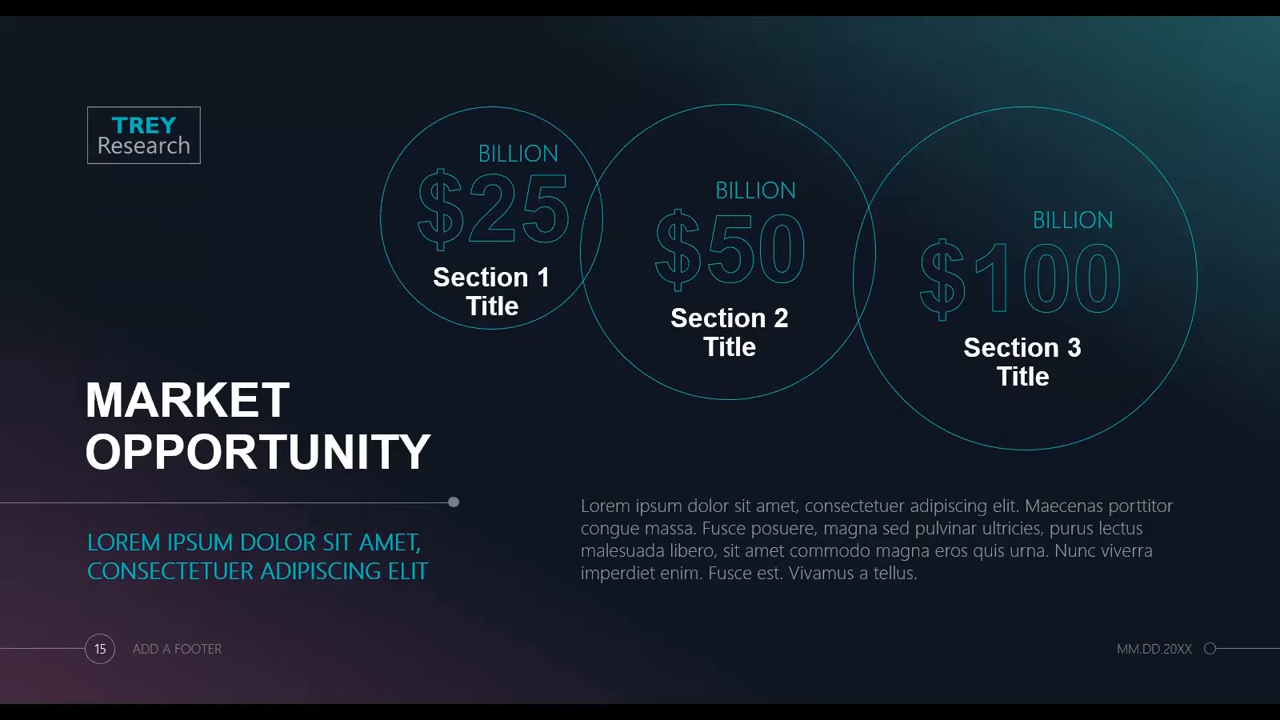 TREY
Research
BILLION
$25
Section 1
Title
BILLION
$50
Section 2
Title
BILLION
$100
Section 3
Title
MARKET
OPPORTUNITY
LOREM IPSUM DOLOR SIT AMET,
CONSECTETUER ADIPISCING ELIT
Lorem ipsum dolor sit amet, consectetuer adipiscing elit. Maecenas porttitor
congue massa. Fusce posuere, magna sed pulvinar ultricies, purus lectus
malesuada libero, sit amet commodo magna eros quis urna. Nunc viverra
imperdiet enim. Fusce est. Vivamus a tellus.
15
ADD A FOOTER
MM.DD.20XX